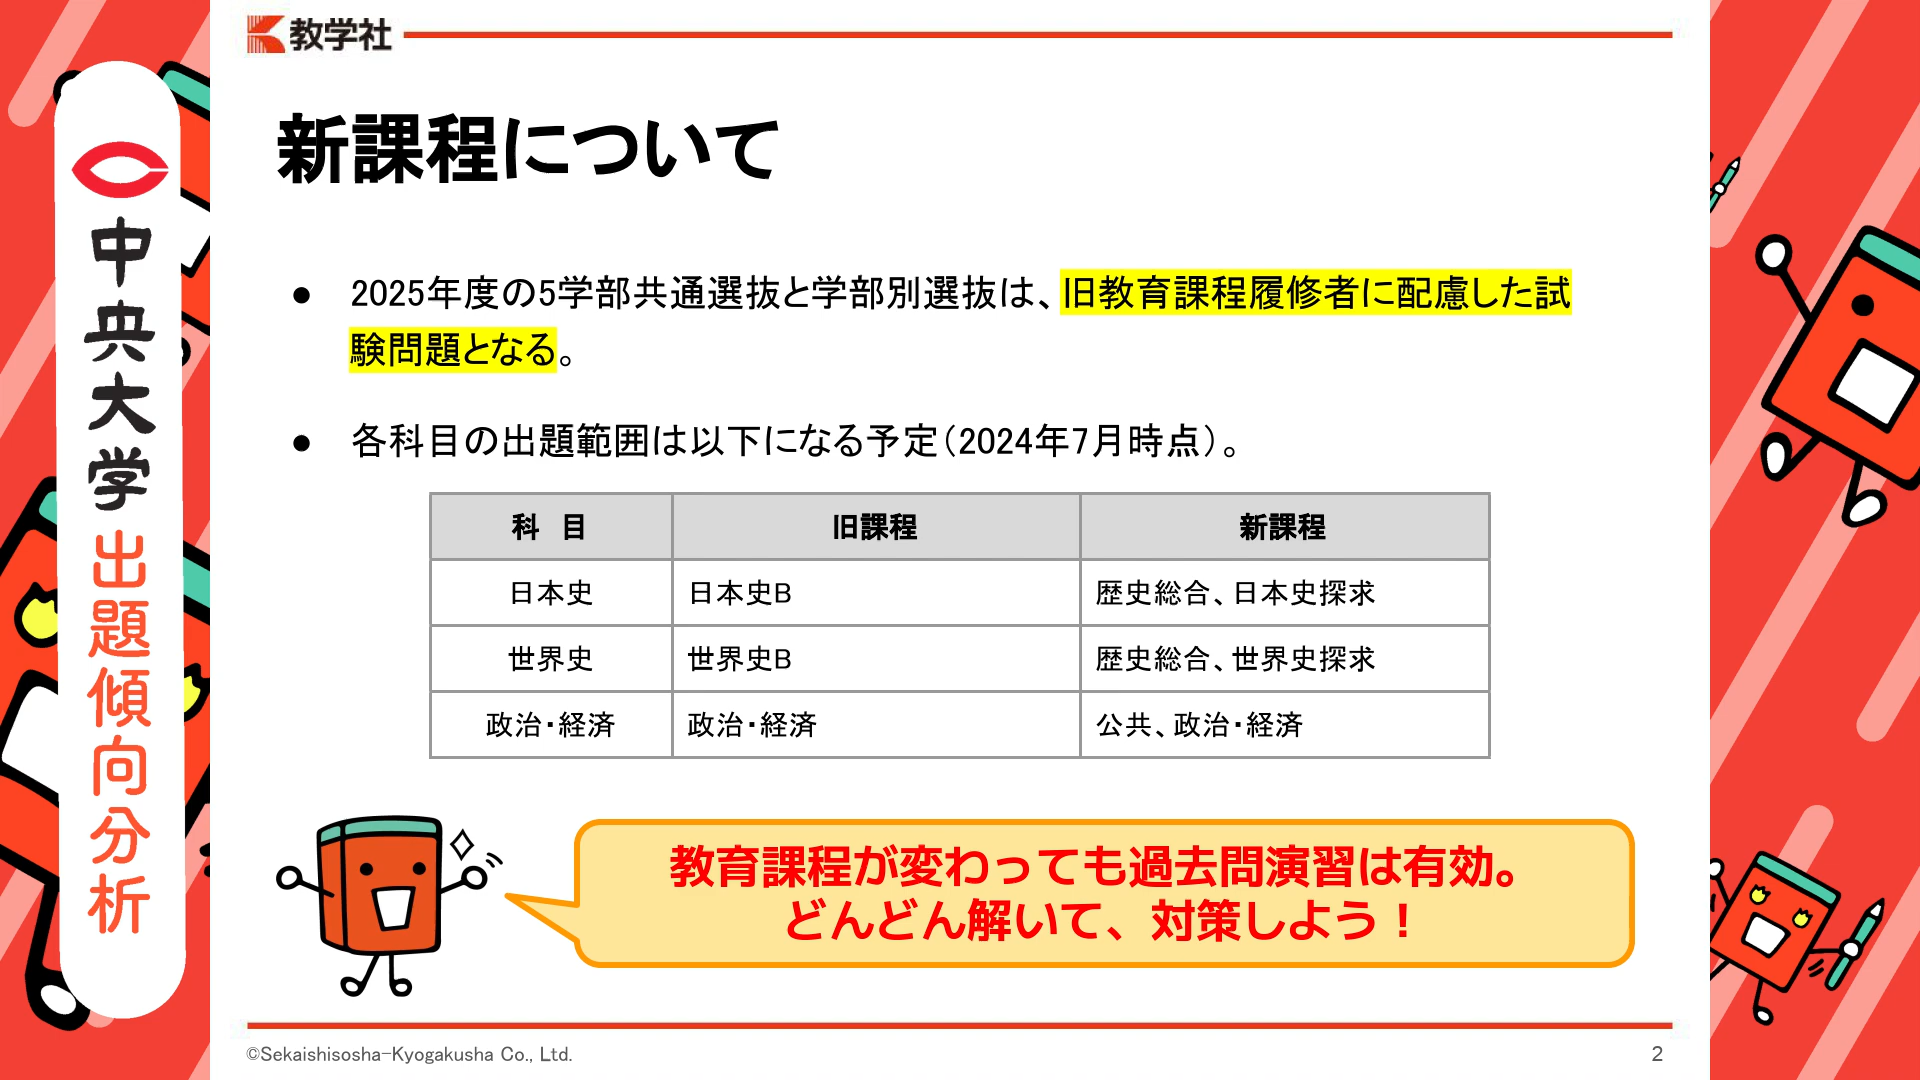 教学社
中央大学出題傾向分析
新課程について
● 2025年度の5学部共通選抜と学部別選抜は、旧教育課程履修者に配慮した試
験問題となる。
● 各科目の出題範囲は以下になる予定（2024年7月時点）。
科　目 旧課程 新課程
日本史 日本史B 歴史総合、日本史探求
世界史 世界史B 歴史総合、世界史探求
政治・経済 政治・経済 公共、政治・経済
教育課程が変わっても過去問演習は有効。
どんどん解いて、対策しよう！
©Sekaishisosha-Kyogakusha Co., Ltd.
2